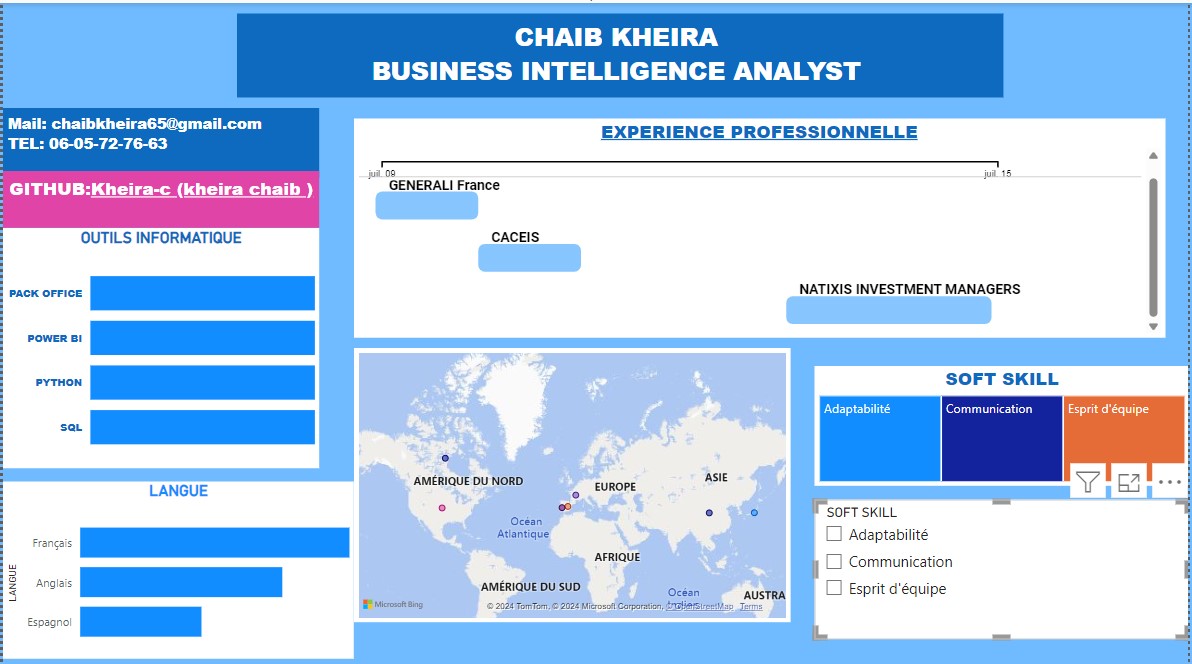 CHAIB KHEIRA
BUSINESS INTELLIGENCE ANALYST
Mail: chaibkheira65@gmail.com
TEL: 06-05-72-76-63
GITHUB:Kheira-c (kheira chaib )
OUTILS INFORMATIQUE
PACK OFFICE
POWER BI
PYTHON
SQL
LANGUE
LANGUE
Français
Anglais
Espagnol
EXPERIENCE PROFESSIONNELLE
juil. 09
juil. 15
GENERALI France
CACEIS
NATIXIS INVESTMENT MANAGERS
AMÉRIQUE DU NORD
EUROPE
ASIE
Océan
Atlantique
AFRIQUE
AMÉRIQUE DU SUD
Océan
AUSTRA
Microsoft Bing
© 2024 TomTom, © 2024 Microsoft Corporation, © OpenStreetMap Terms
SOFT SKILL
Adaptabilité
Communication
Esprit d'équipe
SOFT SKILL
Adaptabilité
Communication
Esprit d'équipe